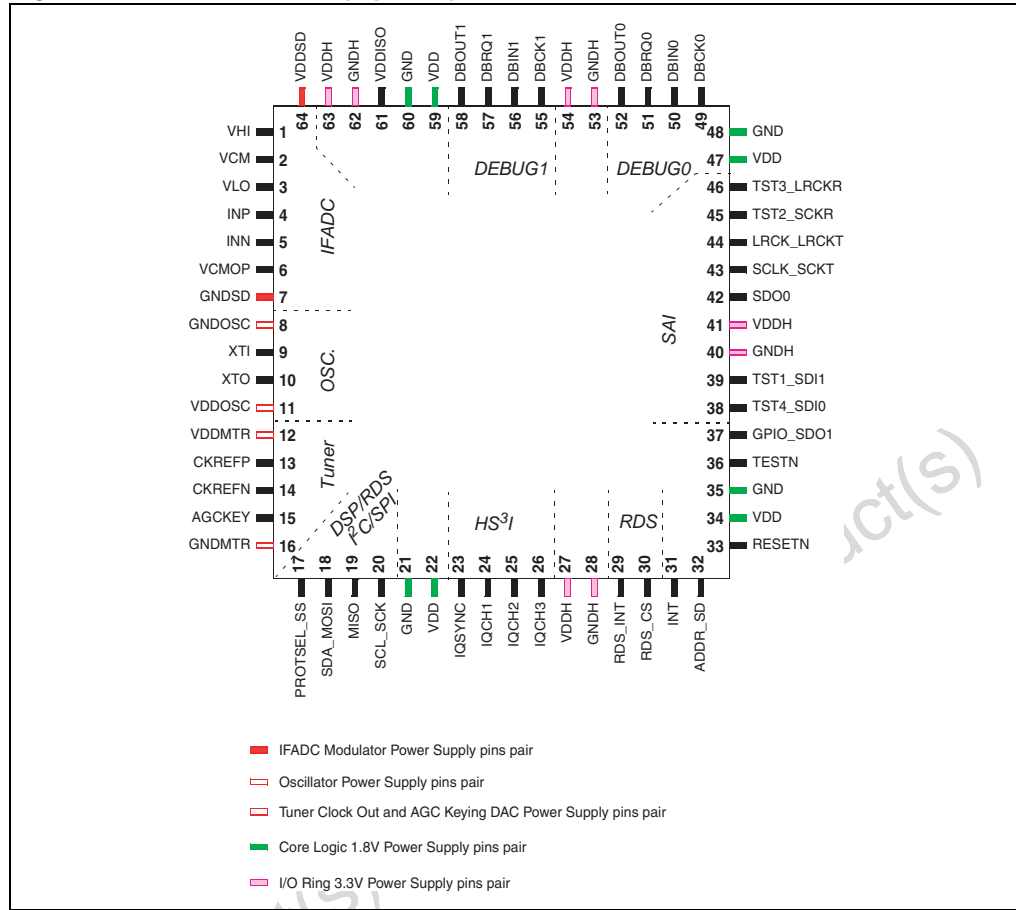 VDDSD
VDDH
GNDH
VDDISO
GND
VDD
DBOUT1
DBRQ1
DBIN1
DBCK1
VDDH
GNDH
DBOUT0
DBRQ0
DBIN0
DBCK0
64 63 62 61 60 59 58 57 56 55 54 53 52 51 50 49
VHI 1
VCM 2
VLO 3
INP 4
INN 5
VCMOP 6
GNDSD 7
GNDOSC 8
XTI 9
XTO 10
VDDOSC 11
VDDMTR 12
CKREFP 13
CKREFN 14
AGCKEY 15
GNDMTR 16
IFADC
OSC.
Tuner
DEBUG1
DEBUG0
SAI
DSP/RDS
I²C/SPI
HS³I
RDS
48 GND
47 VDD
46 TST3_LRCKR
45 TST2_SCKR
44 LRCK_LRCKT
43 SCLK_SCKT
42 SDO0
41 VDDH
40 GNDH
39 TST1_SDI1
38 TST4_SDI0
37 GPIO_SDO1
36 TESTN
35 GND
34 VDD
33 RESETN
17 18 19 20 21 22 23 24 25 26 27 28 29 30 31 32
PROTSEL_SS
SDA_MOSI
MISO
SCL_SCK
GND
VDD
IQSYNC
IQCH1
IQCH2
IQCH3
VDDH
GNDH
RDS_INT
RDS_CS
INT
ADDR_SD
uct(s)
IFADC Modulator Power Supply pins pair
Oscillator Power Supply pins pair
Tuner Clock Out and AGC Keying DAC Power Supply pins pair
Core Logic 1.8V Power Supply pins pair
I/O Ring 3.3V Power Supply pins pair